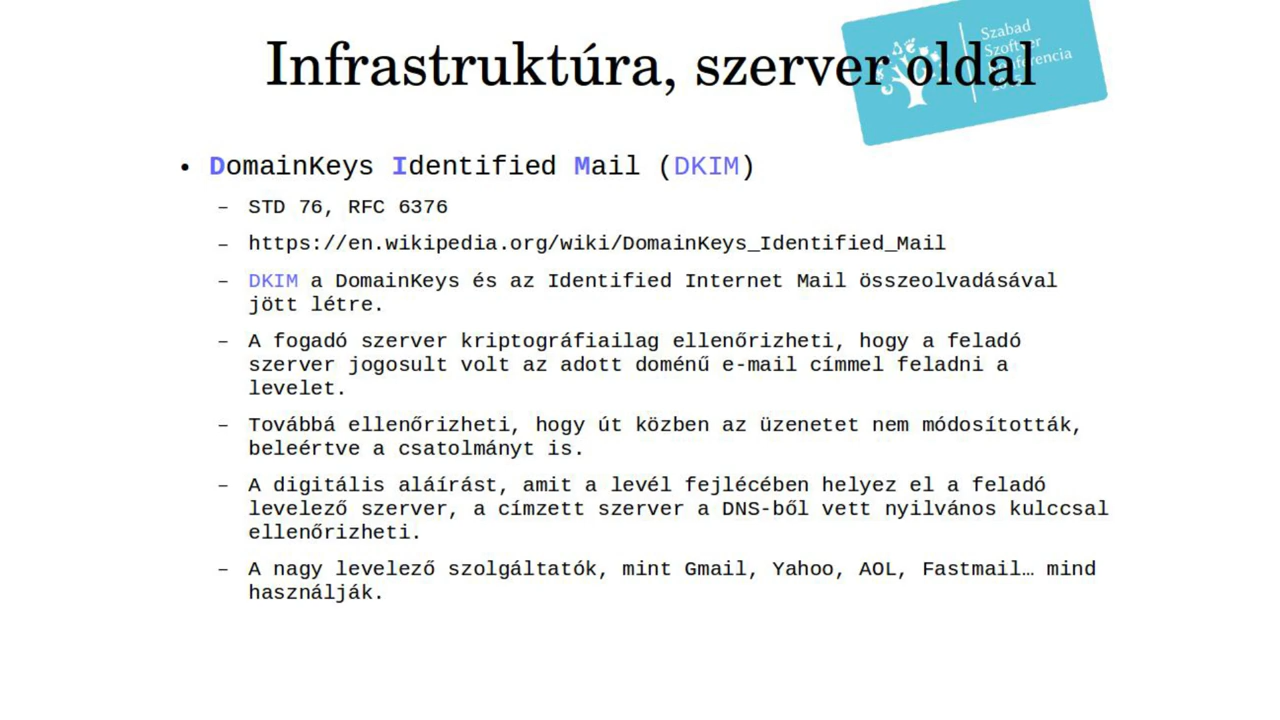 Infrastruktúra, szerver oldal
Szabad
Szoftver
Konferencia
• DomainKeys Identified Mail (DKIM)
– STD 76, RFC 6376
– https://en.wikipedia.org/wiki/DomainKeys_Identified_Mail
– DKIM a DomainKeys és az Identified Internet Mail összeolvadásával
jött létre.
– A fogadó szerver kriptográfiailag ellenőrizheti, hogy a feladó
szerver jogosult volt az adott doménű e-mail címmel feladni a
levelet.
– Továbbá ellenőrizheti, hogy út közben az üzenetet nem módosították,
beleértve a csatolmányt is.
– A digitális aláírást, amit a levél fejlécében helyez el a feladó
levelező szerver, a címzett szerver a DNS-ből vett nyilvános kulccsal
ellenőrizheti.
– A nagy levelező szolgáltatók, mint Gmail, Yahoo, AOL, Fastmail… mind
használják.